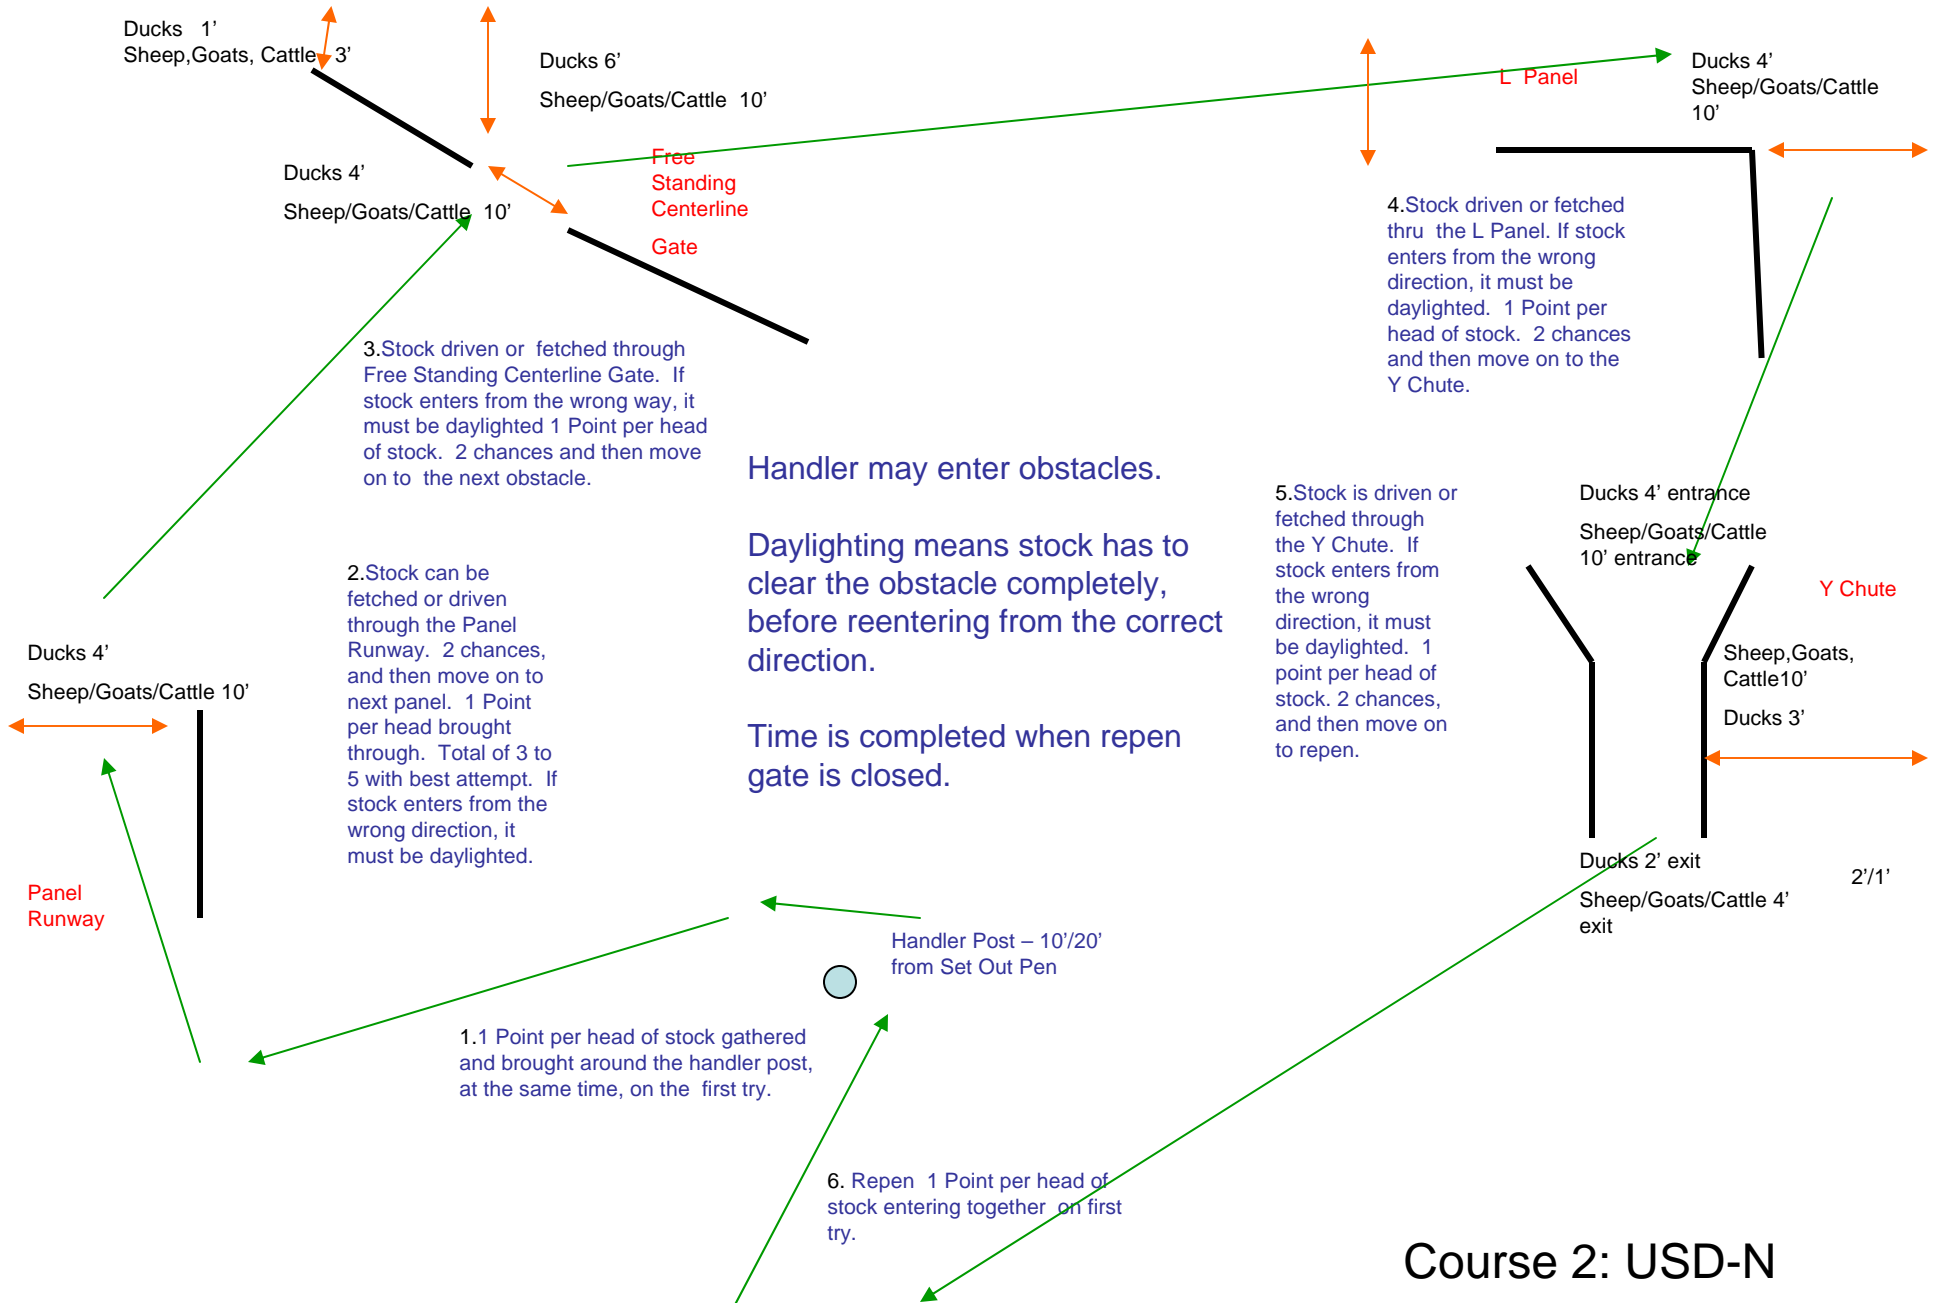 Ducks 1’
Sheep,Goats, Cattle 3’
Ducks 6’
Sheep/Goats/Cattle 10’
Ducks 4’
Sheep/Goats/Cattle 10’
Free
Standing
Centerline
Gate
L Panel
Ducks 4’
Sheep/Goats/Cattle
10’
4.Stock driven or fetched
thru the L Panel. If stock
enters from the wrong
direction, it must be
daylighted. 1 Point per
head of stock. 2 chances
and then move on to the
Y Chute.
3.Stock driven or fetched through
Free Standing Centerline Gate. If
stock enters from the wrong way, it
must be daylighted 1 Point per head
of stock. 2 chances and then move
on to the next obstacle.
Handler may enter obstacles.
Daylighting means stock has to
clear the obstacle completely,
before reentering from the correct
direction.
Time is completed when repen
gate is closed.
5.Stock is driven or
fetched through
the Y Chute. If
stock enters from
the wrong
direction, it must
be daylighted. 1
point per head of
stock. 2 chances,
and then move on
to repen.
Ducks 4’ entrance
Sheep/Goats/Cattle
10’ entrance
Y Chute
Sheep,Goats,
Cattle10’
Ducks 3’
2.Stock can be
fetched or driven
through the Panel
Runway. 2 chances,
and then move on to
next panel. 1 Point
per head brought
through. Total of 3 to
5 with best attempt. If
stock enters from the
wrong direction, it
must be daylighted.
Ducks 4’
Sheep/Goats/Cattle 10’
Panel
Runway
Ducks 2’ exit
Sheep/Goats/Cattle 4’
exit
2’/1’
Handler Post – 10’/20’
from Set Out Pen
1.1 Point per head of stock gathered
and brought around the handler post,
at the same time, on the first try.
6. Repen 1 Point per head of
stock entering together on first
try.
Course 2: USD-N